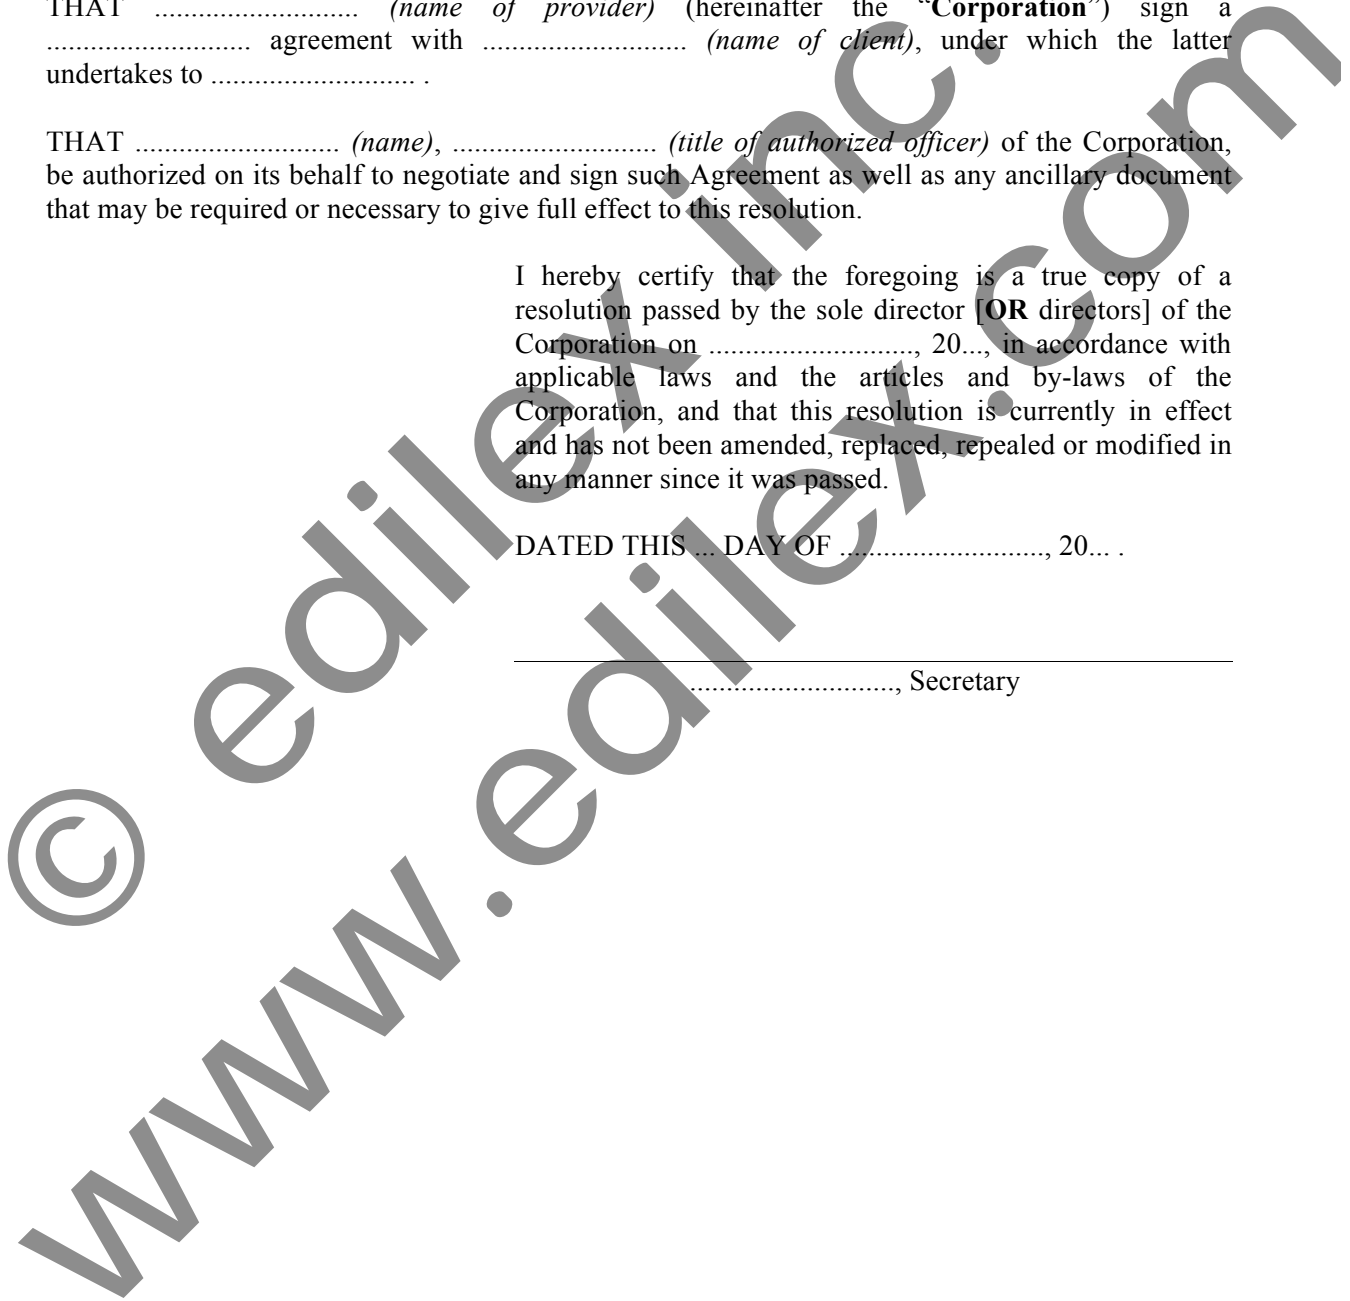 THAT ............................ (name of provider) (hereinafter the “Corporation”) sign a
............................ agreement with ............................ (name of client), under which the latter
undertakes to ............................ .
THAT ............................ (name), ............................ (title of authorized officer) of the Corporation,
be authorized on its behalf to negotiate and sign such Agreement as well as any ancillary document
that may be required or necessary to give full effect to this resolution.
I hereby certify that the foregoing is a true copy of a
resolution passed by the sole director [OR directors] of the
Corporation on ............................, 20..., in accordance with
applicable laws and the articles and by-laws of the
Corporation, and that this resolution is currently in effect
and has not been amended, replaced, repealed or modified in
any manner since it was passed.
DATED THIS ... DAY OF ............................, 20... .
............................, Secretary
© edilex inc.
www.edilex.com